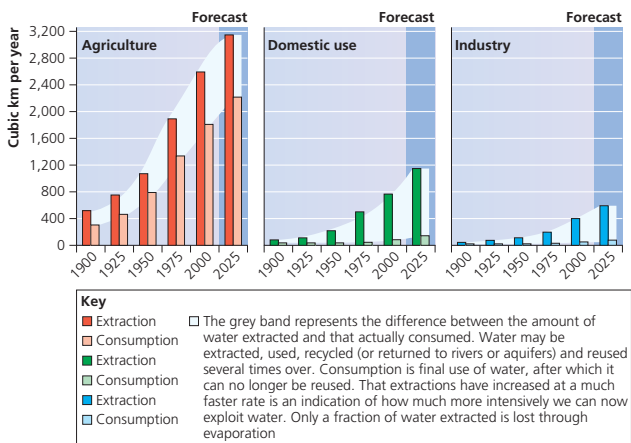 Forecast Forecast Forecast
Agriculture Domestic use Industry
Cubic km per year
3,200
2,800
2,400
2,000
1,600
1,200
800
400
0
1900 1925 1950 1975 2000 2025 1900 1925 1950 1975 2000 2025 1900 1925 1950 1975 2000 2025
Key
Extraction
Consumption
Extraction
Consumption
Extraction
Consumption
The grey band represents the difference between the amount of
water extracted and that actually consumed. Water may be
extracted, used, recycled (or returned to rivers or aquifers) and reused
several times over. Consumption is final use of water, after which it
can no longer be reused. That extractions have increased at a much
faster rate is an indication of how much more intensively we can now
exploit water. Only a fraction of water extracted is lost through
evaporation